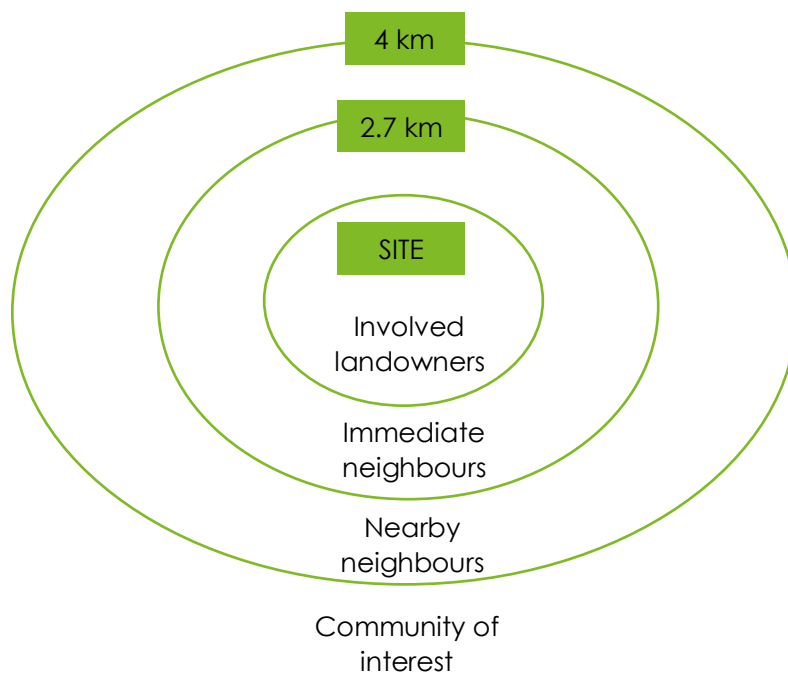 4 km
2.7 km
SITE
Involved
landowners
Immediate
neighbours
Nearby
neighbours
Community of
interest